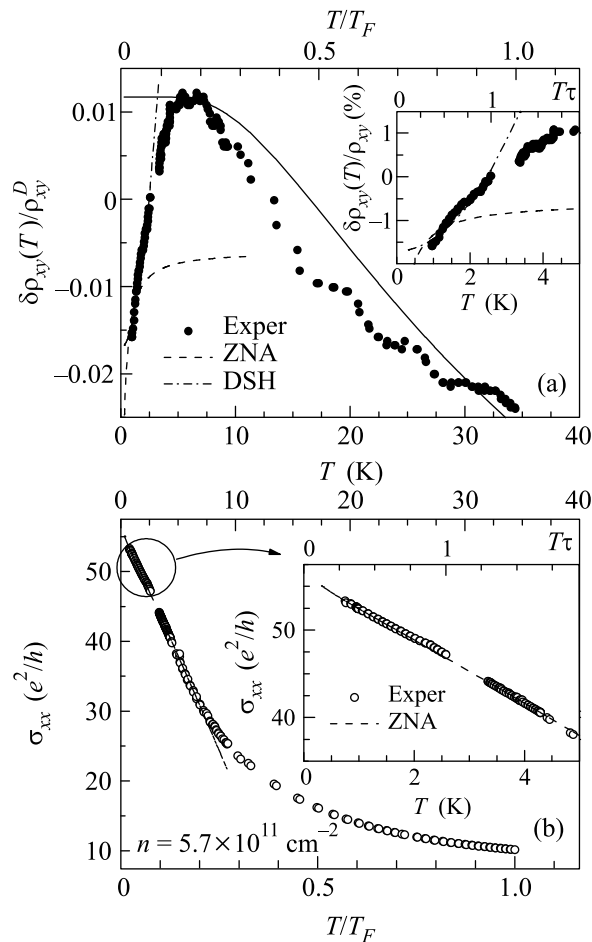 T/T_F
0 0.5 1.0
δρ_xy(T)/ρ^D_xy
0.01
0
−0.01
−0.02
0 1 Tτ
δρ_xy(T)/ρ_xy (%)
1
0
−1
0 2 4
T (K)
Exper
ZNA
DSH
(a)
0 10 20 30 40
T (K)
0 10 20 30 40
σ_xx (e²/h)
50
40
30
20
10
0 1 Tτ
σ_xx (e²/h)
50
40
Exper
ZNA
0 2 4
T (K)
n = 5.7×10¹¹ cm⁻²
(b)
0 0.5 1.0
T/T_F